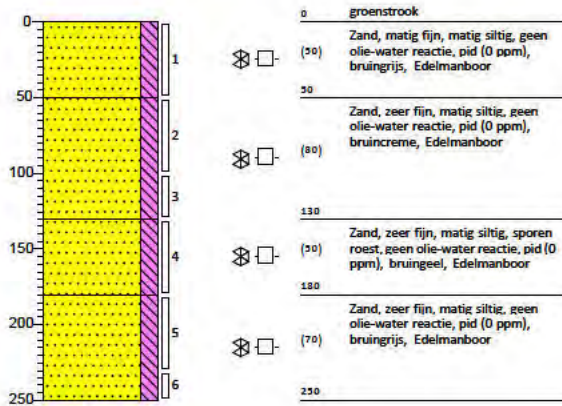 0
50
100
150
200
250
1
2
3
4
5
6
0 groenstrook
(50) Zand, matig fijn, matig siltig, geen
olie-water reactie, pid (0 ppm),
bruingrijs, Edelmanboor
50
(80) Zand, zeer fijn, matig siltig, geen
olie-water reactie, pid (0 ppm),
bruincreme, Edelmanboor
130
(50) Zand, zeer fijn, matig siltig, sporen
roest, geen olie-water reactie, pid (0
ppm), bruingeel, Edelmanboor
180
(70) Zand, zeer fijn, matig siltig, geen
olie-water reactie, pid (0 ppm),
bruingrijs, Edelmanboor
250